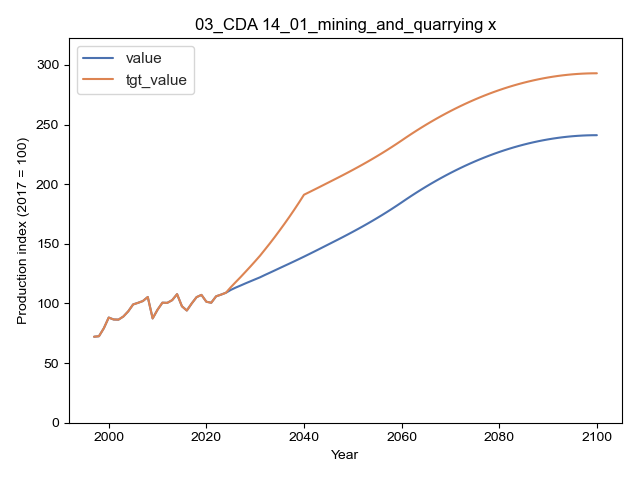 03_CDA 14_01_mining_and_quarrying x
value
tgt_value
Production index (2017 = 100)
300
250
200
150
100
50
0
2000 2020 2040 2060 2080 2100
Year